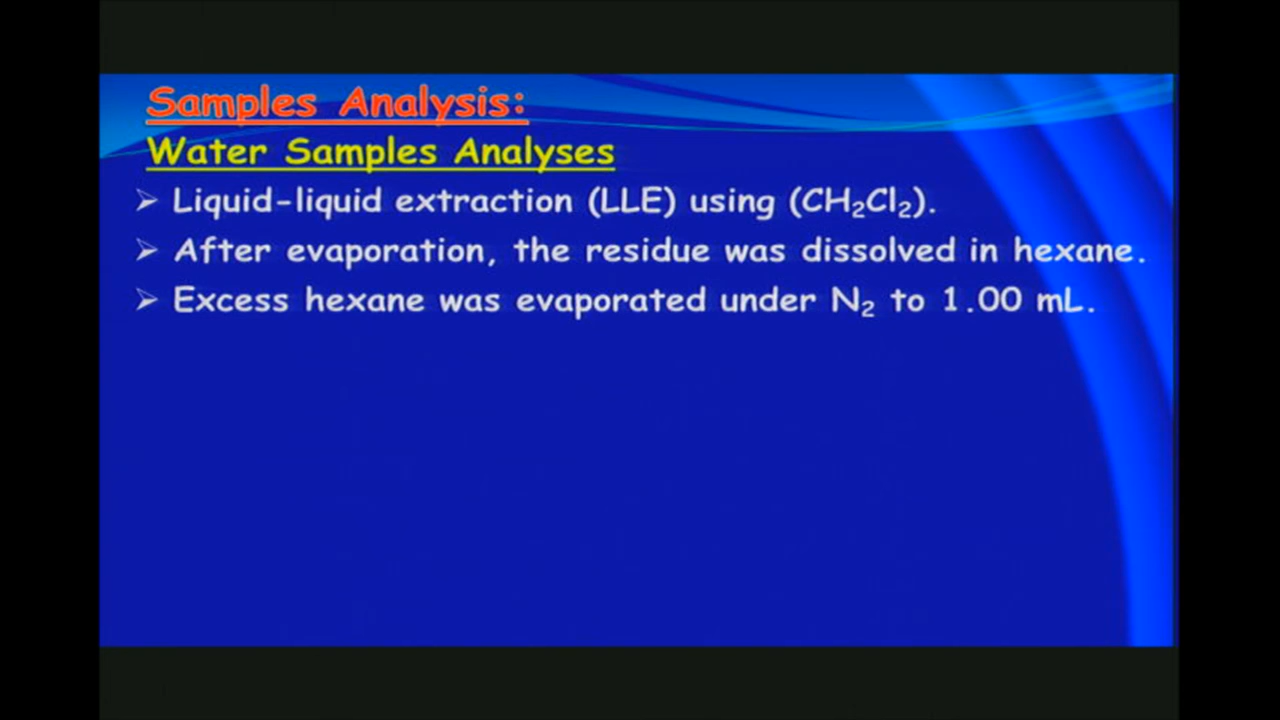 Samples Analysis:
Water Samples Analyses
➢ Liquid-liquid extraction (LLE) using (CH₂Cl₂).
➢ After evaporation, the residue was dissolved in hexane.
➢ Excess hexane was evaporated under N₂ to 1.00 mL.